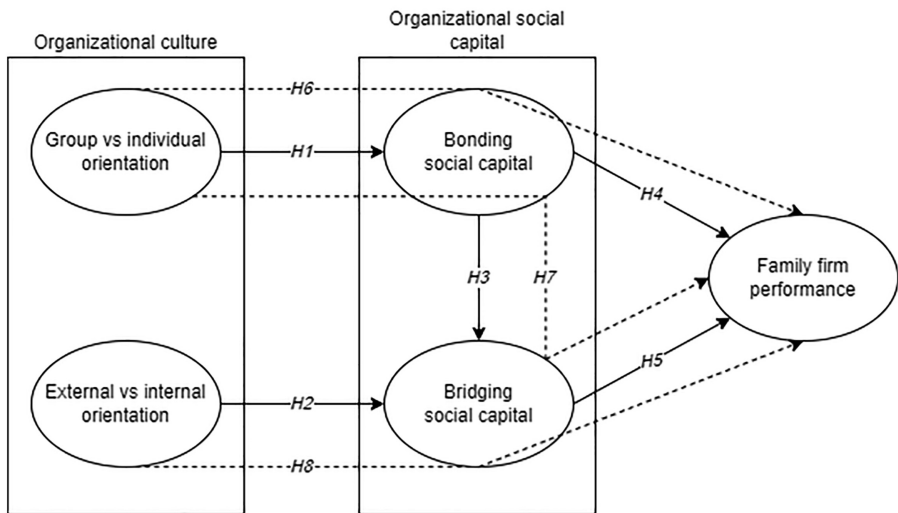 Organizational culture
Organizational social
capital
H6
Group vs individual
orientation
H1
Bonding
social capital
H4
H3
H7
Family firm
performance
External vs internal
orientation
H2
Bridging
social capital
H5
H8